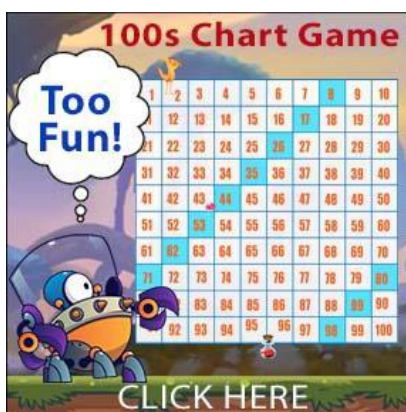 100s Chart Game
Too
Fun!
1 2 3 4 5 6 7 8 9 10
12 13 14 15 16 17 18 19 20
21 22 23 24 25 26 27 28 29 30
31 32 33 34 35 36 37 38 39 40
41 42 43 44 45 46 47 48 49 50
51 52 53 54 55 56 57 58 59 60
61 62 63 64 65 66 67 68 69 70
71 72 73 74 75 76 77 78 79 80
83 84 85 86 87 88 89 90
92 93 94 95 96 97 98 99 100
CLICK HERE